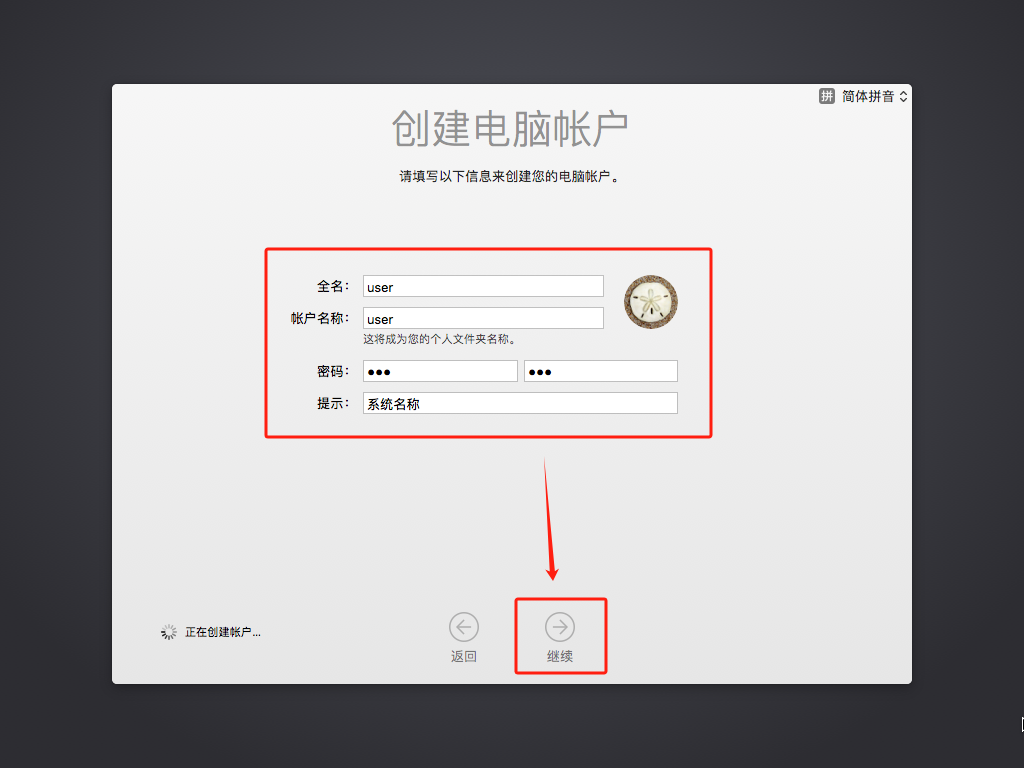 拼 简体拼音
创建电脑帐户
请填写以下信息来创建您的电脑帐户。
全名： user
帐户名称： user
这将成为您的个人文件夹名称。
密码： ●●● ●●●
提示： 系统名称
正在创建帐户...
返回
继续